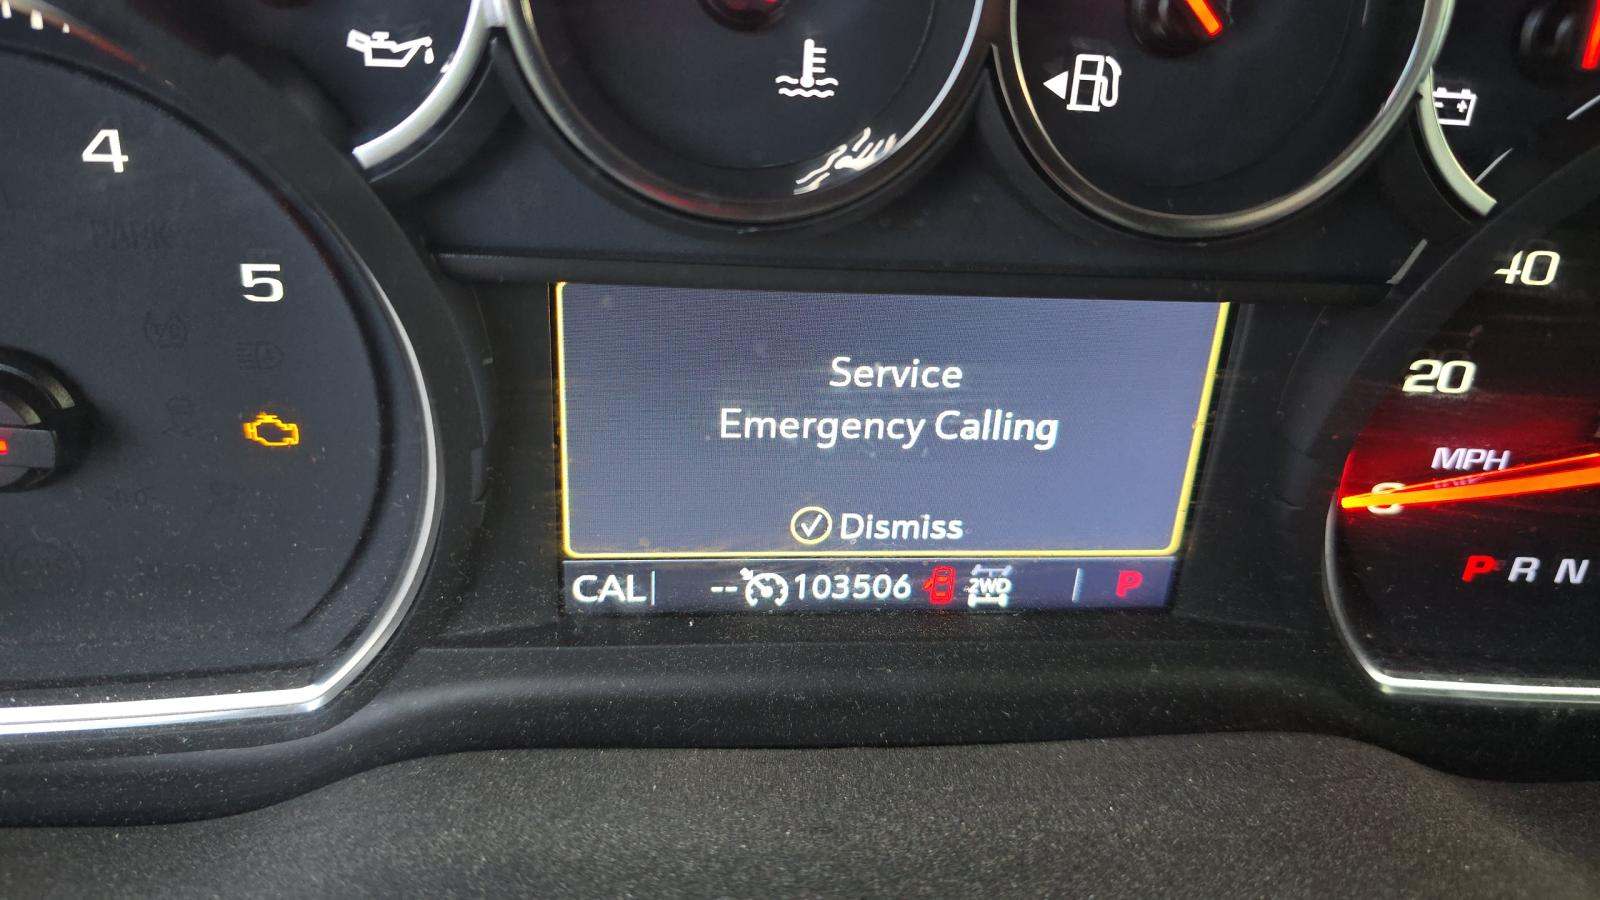 4
5
40
20
MPH
P R N
Service
Emergency Calling
Dismiss
CAL -- 103506 2WD P